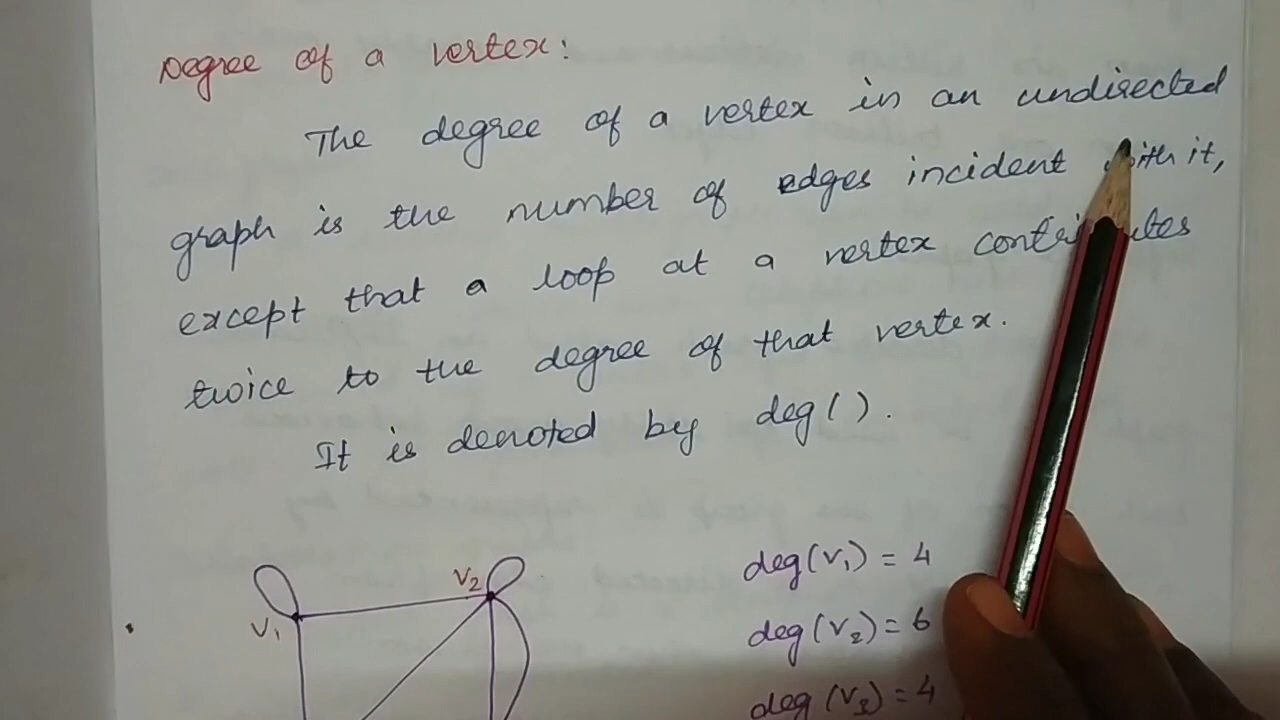 Degree of a vertex:
The degree of a vertex in an undirected
graph is the number of edges incident with it,
except that a loop at a vertex contributes
twice to the degree of that vertex.
It is denoted by deg().
V1
V2
deg(V1) = 4
deg(V2) = 6
deg(V3) = 4